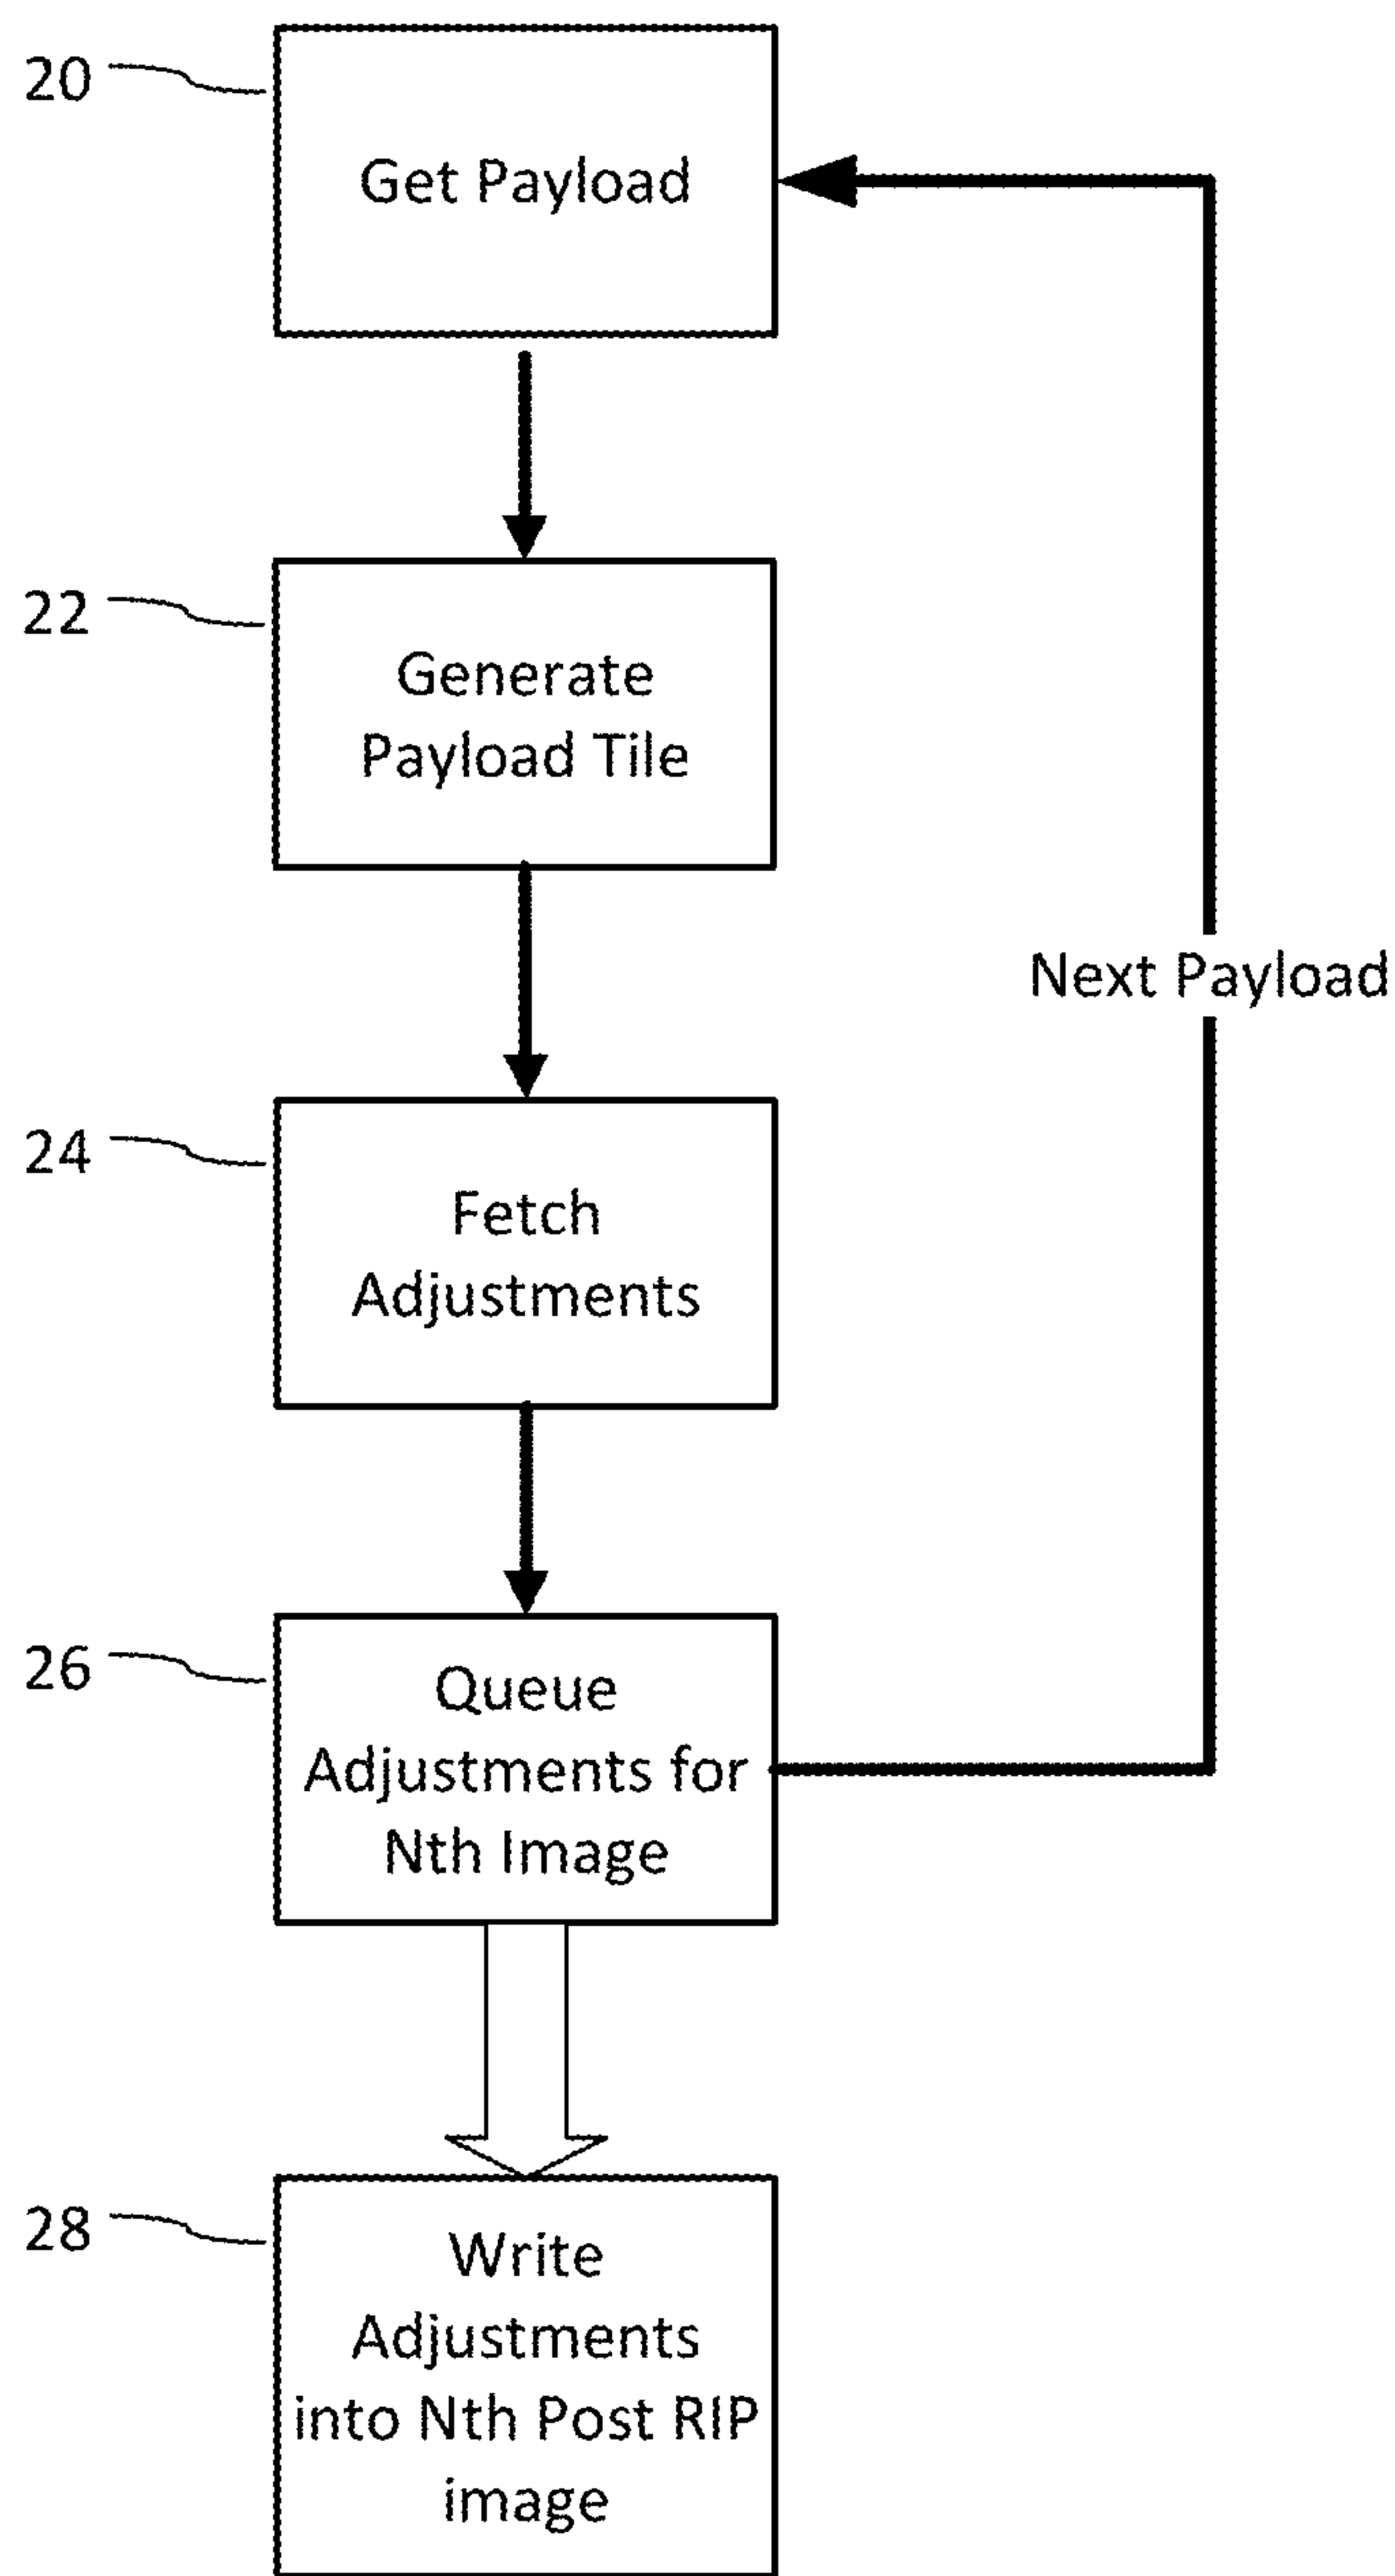 20
Get Payload
22
Generate
Payload Tile
Next Payload
24
Fetch
Adjustments
26
Queue
Adjustments for
Nth Image
28
Write
Adjustments
into Nth Post RIP
image